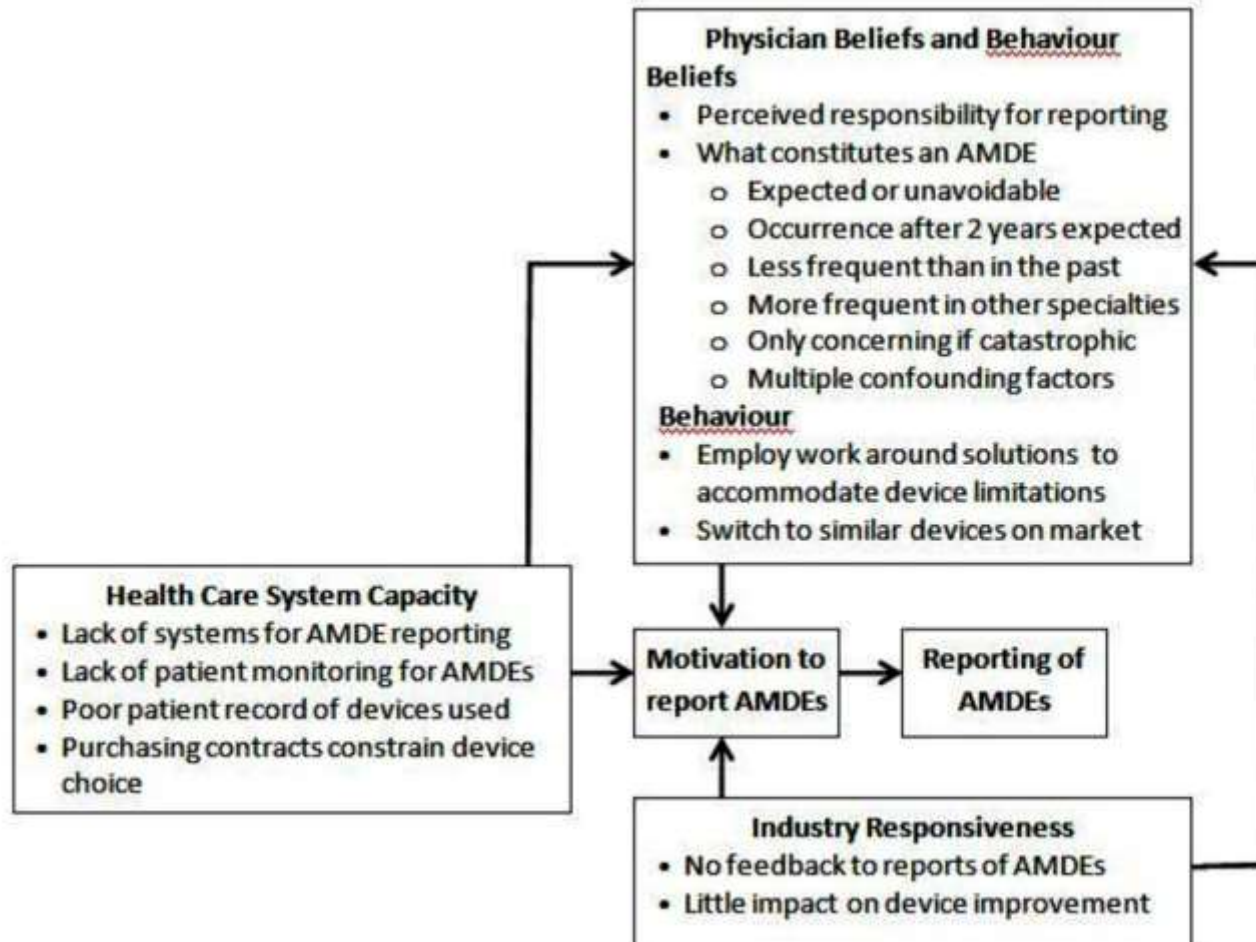 Physician Beliefs and Behaviour
Beliefs
• Perceived responsibility for reporting
• What constitutes an AMDE
o Expected or unavoidable
o Occurrence after 2 years expected
o Less frequent than in the past
o More frequent in other specialties
o Only concerning if catastrophic
o Multiple confounding factors
Behaviour
• Employ work around solutions to
accommodate device limitations
• Switch to similar devices on market
Health Care System Capacity
• Lack of systems for AMDE reporting
• Lack of patient monitoring for AMDEs
• Poor patient record of devices used
• Purchasing contracts constrain device
choice
Motivation to
report AMDEs
Reporting of
AMDEs
Industry Responsiveness
• No feedback to reports of AMDEs
• Little impact on device improvement